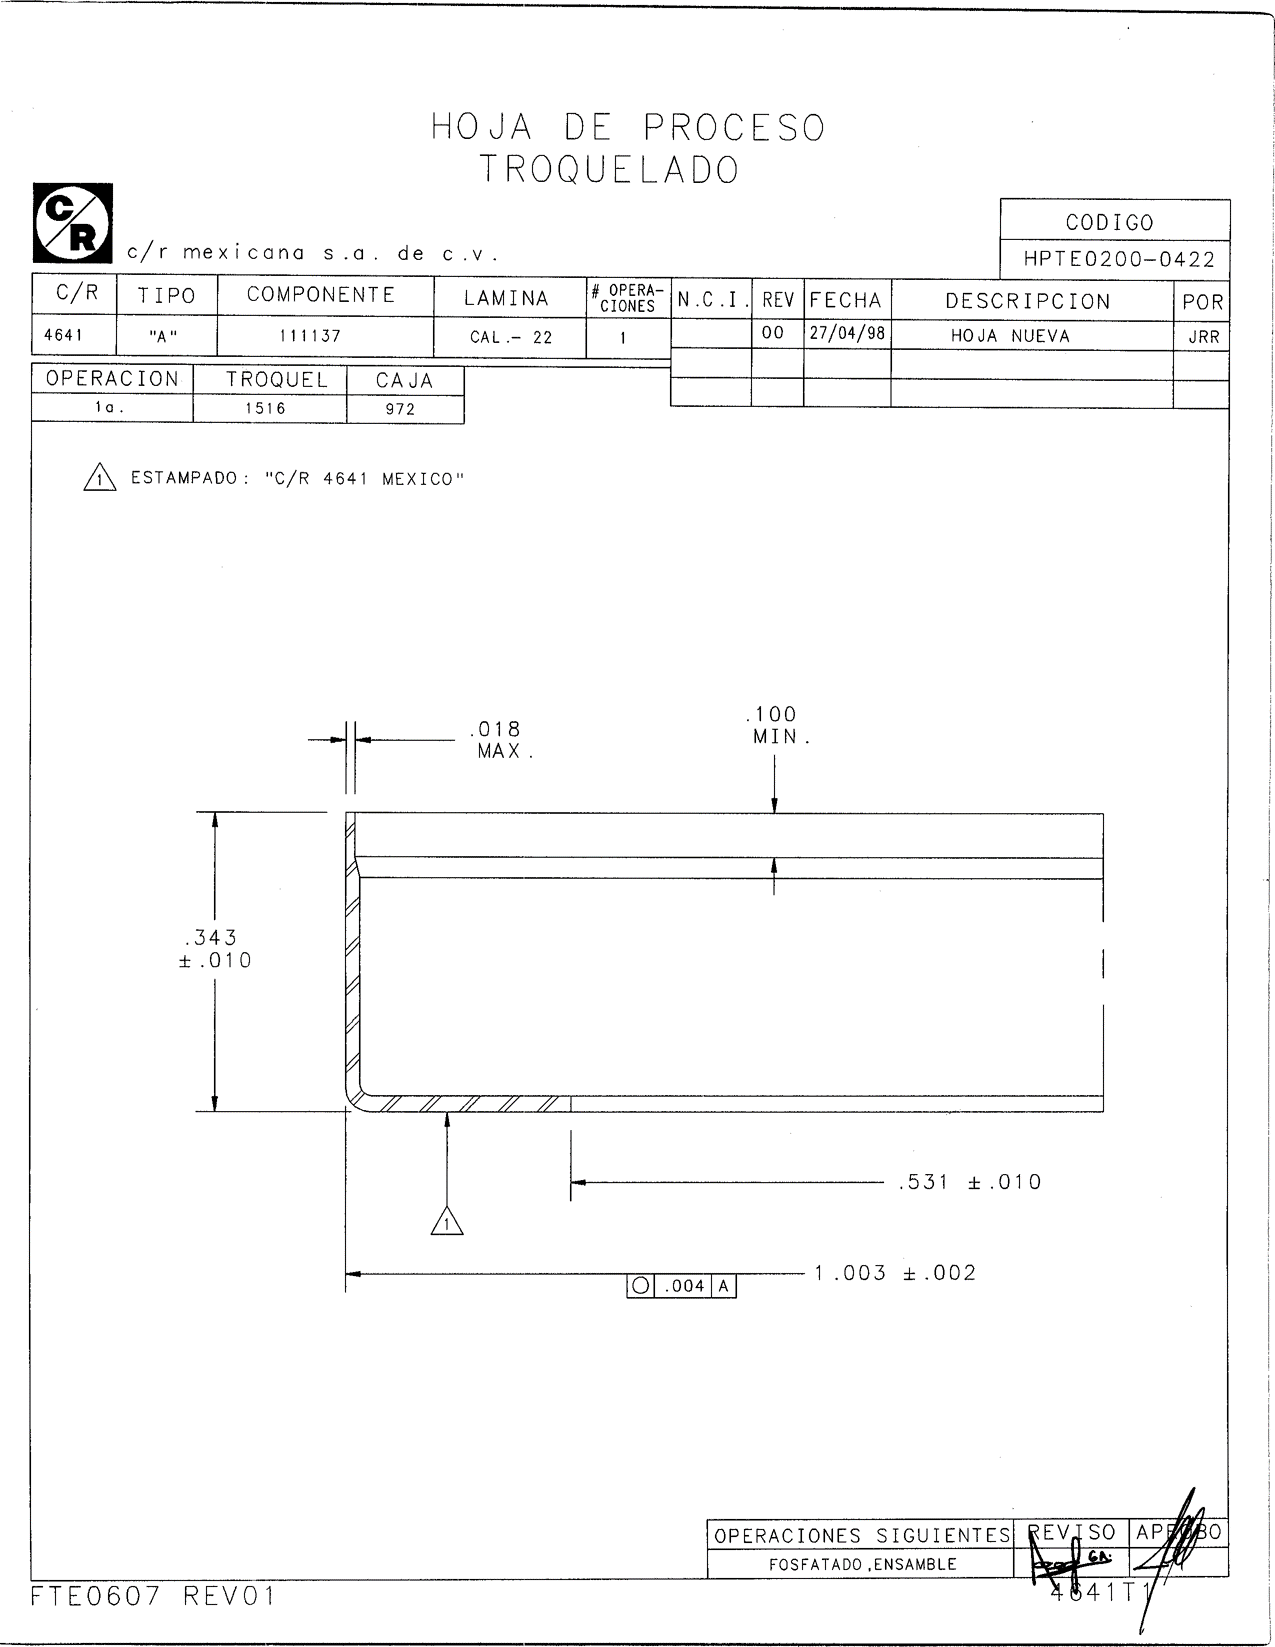 HOJA DE PROCESO
TROQUELADO
C/R
c/r mexicana s.a. de c.v.
CODIGO
HPTE0200-0422
C/R TIPO COMPONENTE LAMINA # OPERA-CIONES N.C.I. REV FECHA DESCRIPCION POR
4641 "A" 111137 CAL.- 22 1 00 27/04/98 HOJA NUEVA JRR
OPERACION TROQUEL CAJA
1a. 1516 972
1 ESTAMPADO: "C/R 4641 MEXICO"
.018
MAX.
.100
MIN.
.343
±.010
.531 ±.010
1
1.003 ±.002
.004 A
OPERACIONES SIGUIENTES REVISO APROBO
FOSFATADO,ENSAMBLE
FTE0607 REV01
4641T1